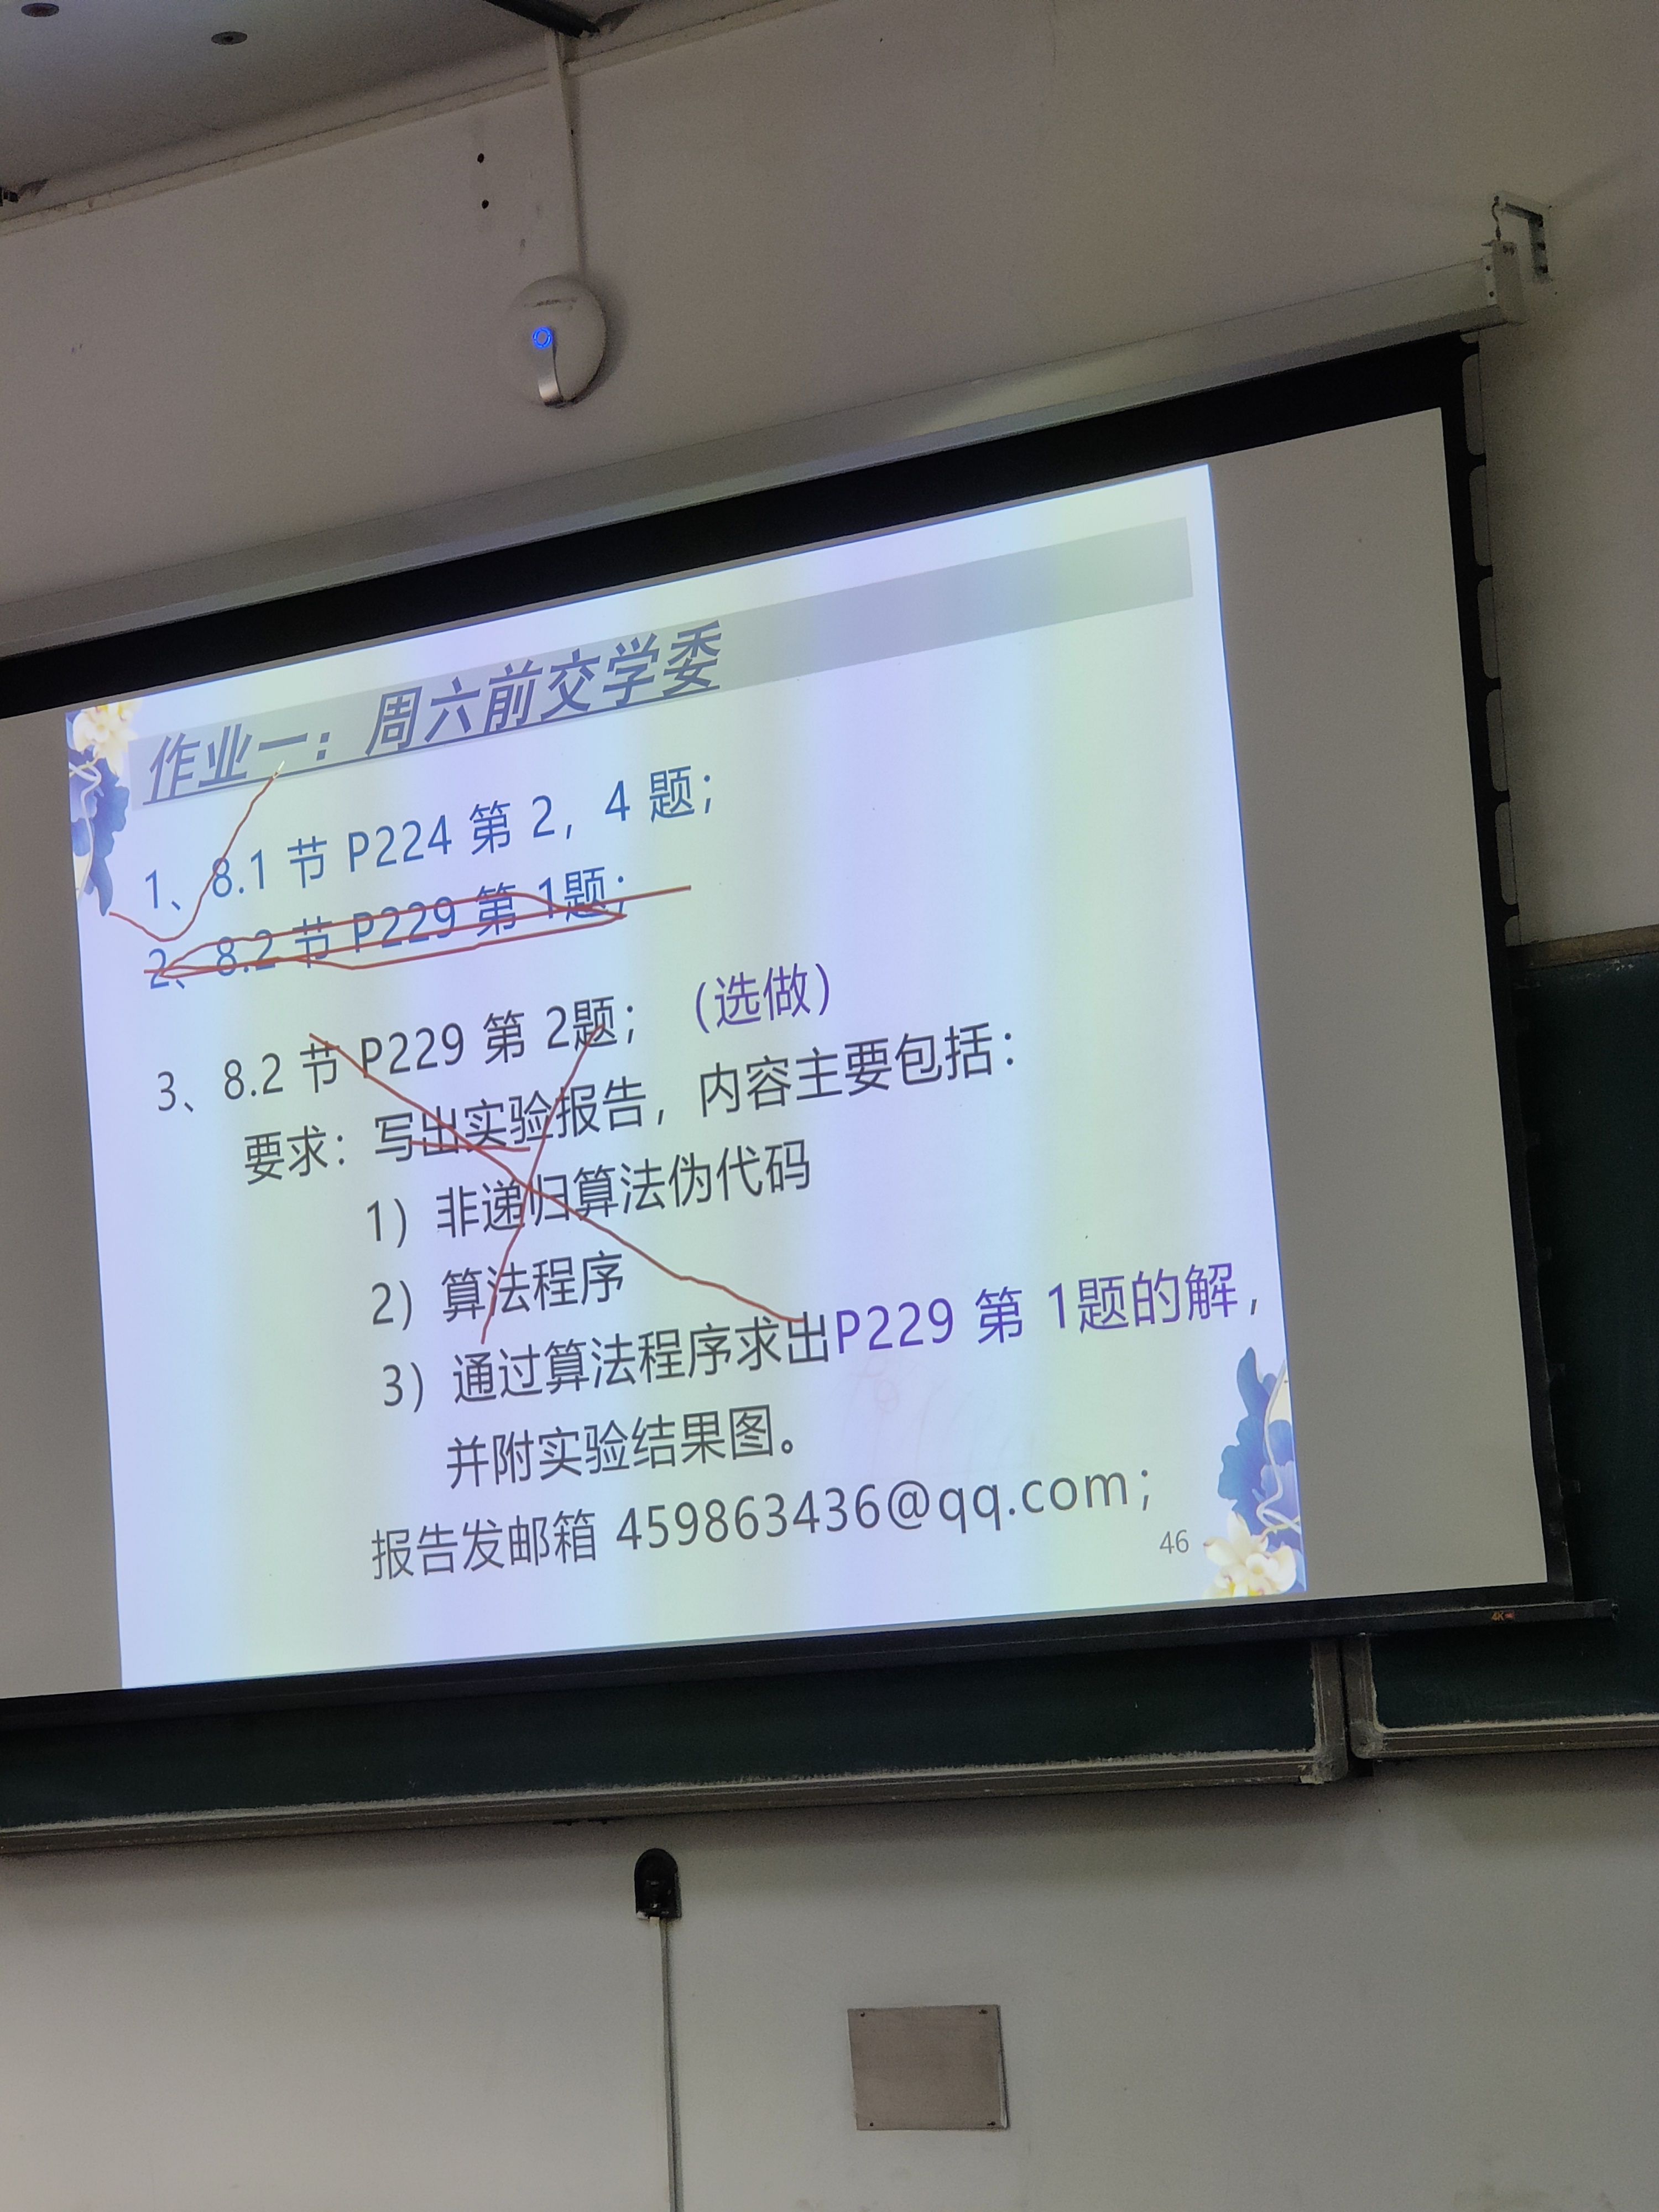 作业一：周六前交学委
1、8.1 节 P224 第 2，4 题；
2、8.2 节 P229 第 1题；
3、8.2 节 P229 第 2题；（选做）
要求：写出实验报告，内容主要包括：
1）非递归算法伪代码
2）算法程序
3）通过算法程序求出P229 第 1题的解，
并附实验结果图。
报告发邮箱 459863436@qq.com；
46
4K